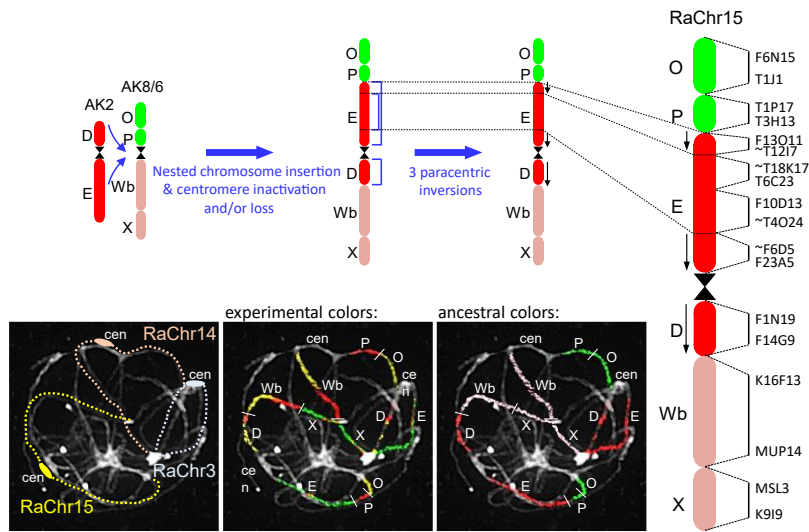 RaChr15
AK2
AK8/6
D
E
O
P
Wb
X
Nested chromosome insertion
& centromere inactivation
and/or loss
O
P
E
D
Wb
X
3 paracentric
inversions
O
P
E
D
Wb
X
O
P
E
D
Wb
X
F6N15
T1J1
T1P17
T3H13
F13O11
~T12I7
~T18K17
T6C23
F10D13
~T4O24
~F6D5
F23A5
F1N19
F14G9
K16F13
MUP14
MSL3
K9I9
cen
RaChr14
cen
RaChr3
cen
RaChr15
experimental colors:
cen
P
O
ce
n
Wb
Wb
X
D
D
E
X
ce
n
E
O
P
ancestral colors:
cen
P
O
cen
Wb
Wb
X
D
D
E
X
cen
E
O
P